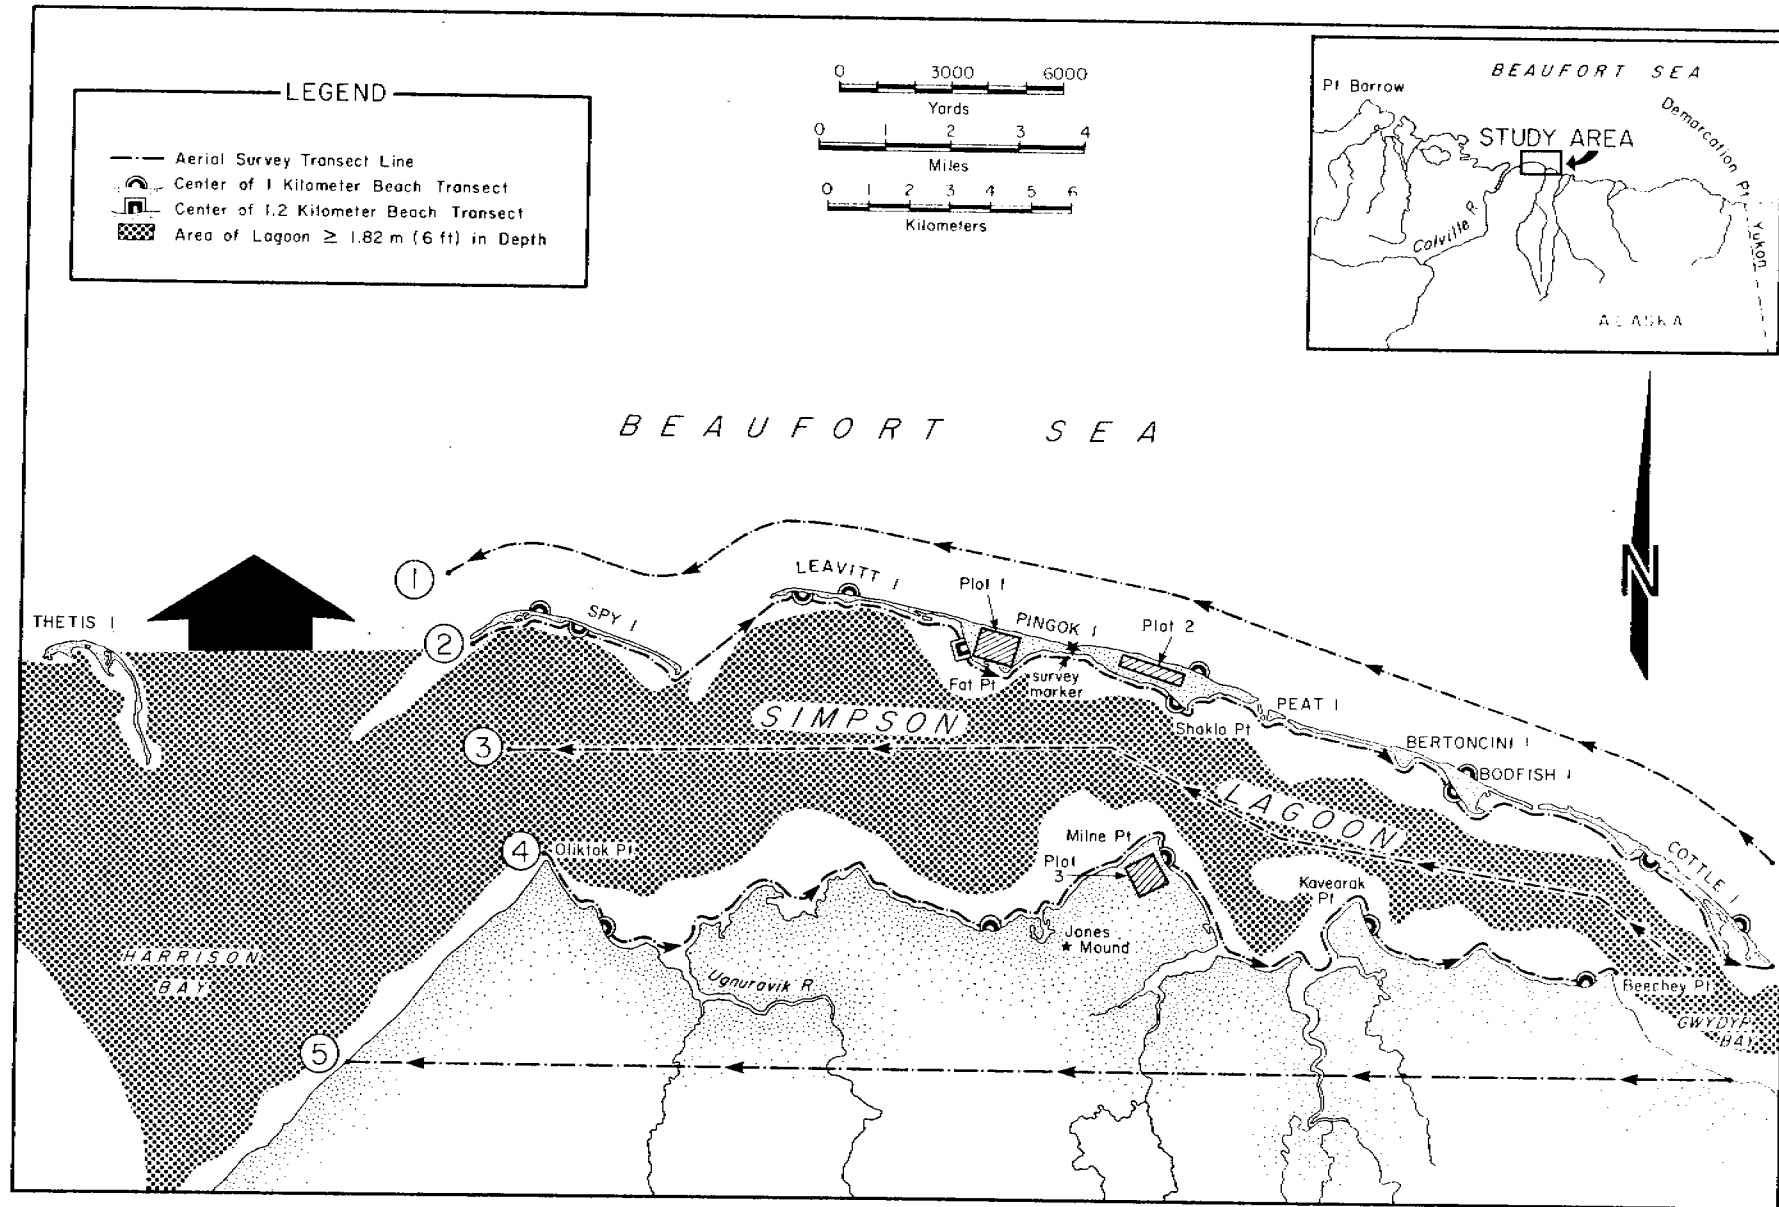 LEGEND
Aerial Survey Transect Line
Center of 1 Kilometer Beach Transect
Center of 1.2 Kilometer Beach Transect
Area of Lagoon ≥ 1.82 m (6 ft) in Depth
0 3000 6000
Yards
0 1 2 3 4
Miles
0 1 2 3 4 5 6
Kilometers
BEAUFORT SEA
Pt Barrow
Demarcation Pt
STUDY AREA
Colville R
Yukon
ALASKA
N
BEAUFORT SEA
1
LEAVITT I
Plot 1
THETIS I
SPY I
2
PINGOK I
Plot 2
Fat Pt
survey
marker
PEAT I
SIMPSON
Shakla Pt
3
BERTONCINI I
BODFISH I
LAGOON
4
Oliktok Pt
Milne Pt
Plot
3
COTTLE I
Kavearak
Pt
Jones
Mound
HARRISON
BAY
Ugnuravik R
Beechey Pt
GWYDYR
BAY
5